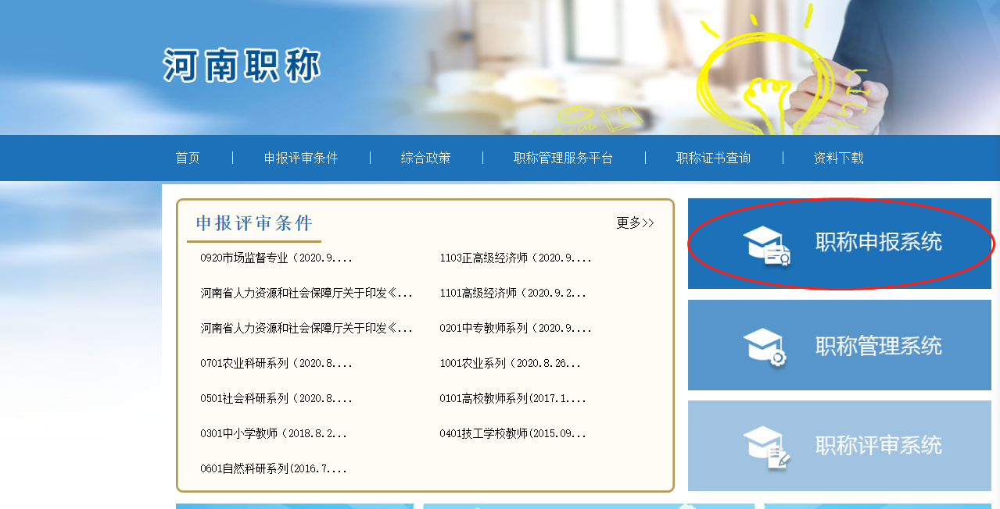 河南职称
首页 | 申报评审条件 | 综合政策 | 职称管理服务平台 | 职称证书查询 | 资料下载
申报评审条件
更多>>
0920市场监督专业（2020.9....
1103正高级经济师（2020.9....
河南省人力资源和社会保障厅关于印发《...
1101高级经济师（2020.9.2...
河南省人力资源和社会保障厅关于印发《...
0201中专教师系列（2020.9....
0701农业科研系列（2020.8....
1001农业系列（2020.8.26...
0501社会科研系列（2020.8....
0101高校教师系列(2017.1....
0301中小学教师（2018.8.2...
0401技工学校教师(2015.09...
0601自然科研系列(2016.7....
职称申报系统
职称管理系统
职称评审系统